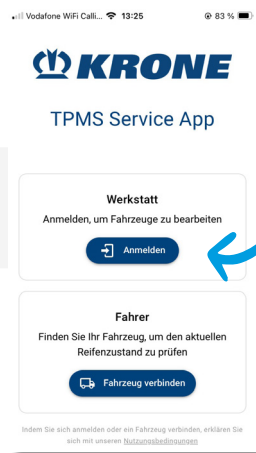 Vodafone WiFi Calli... 13:25 83 %
KRONE
TPMS Service App
Werkstatt
Anmelden, um Fahrzeuge zu bearbeiten
Anmelden
Fahrer
Finden Sie Ihr Fahrzeug, um den aktuellen
Reifenzustand zu prüfen
Fahrzeug verbinden
Indem Sie sich anmelden oder ein Fahrzeug verbinden, erklären Sie
sich mit unseren Nutzungsbedingungen